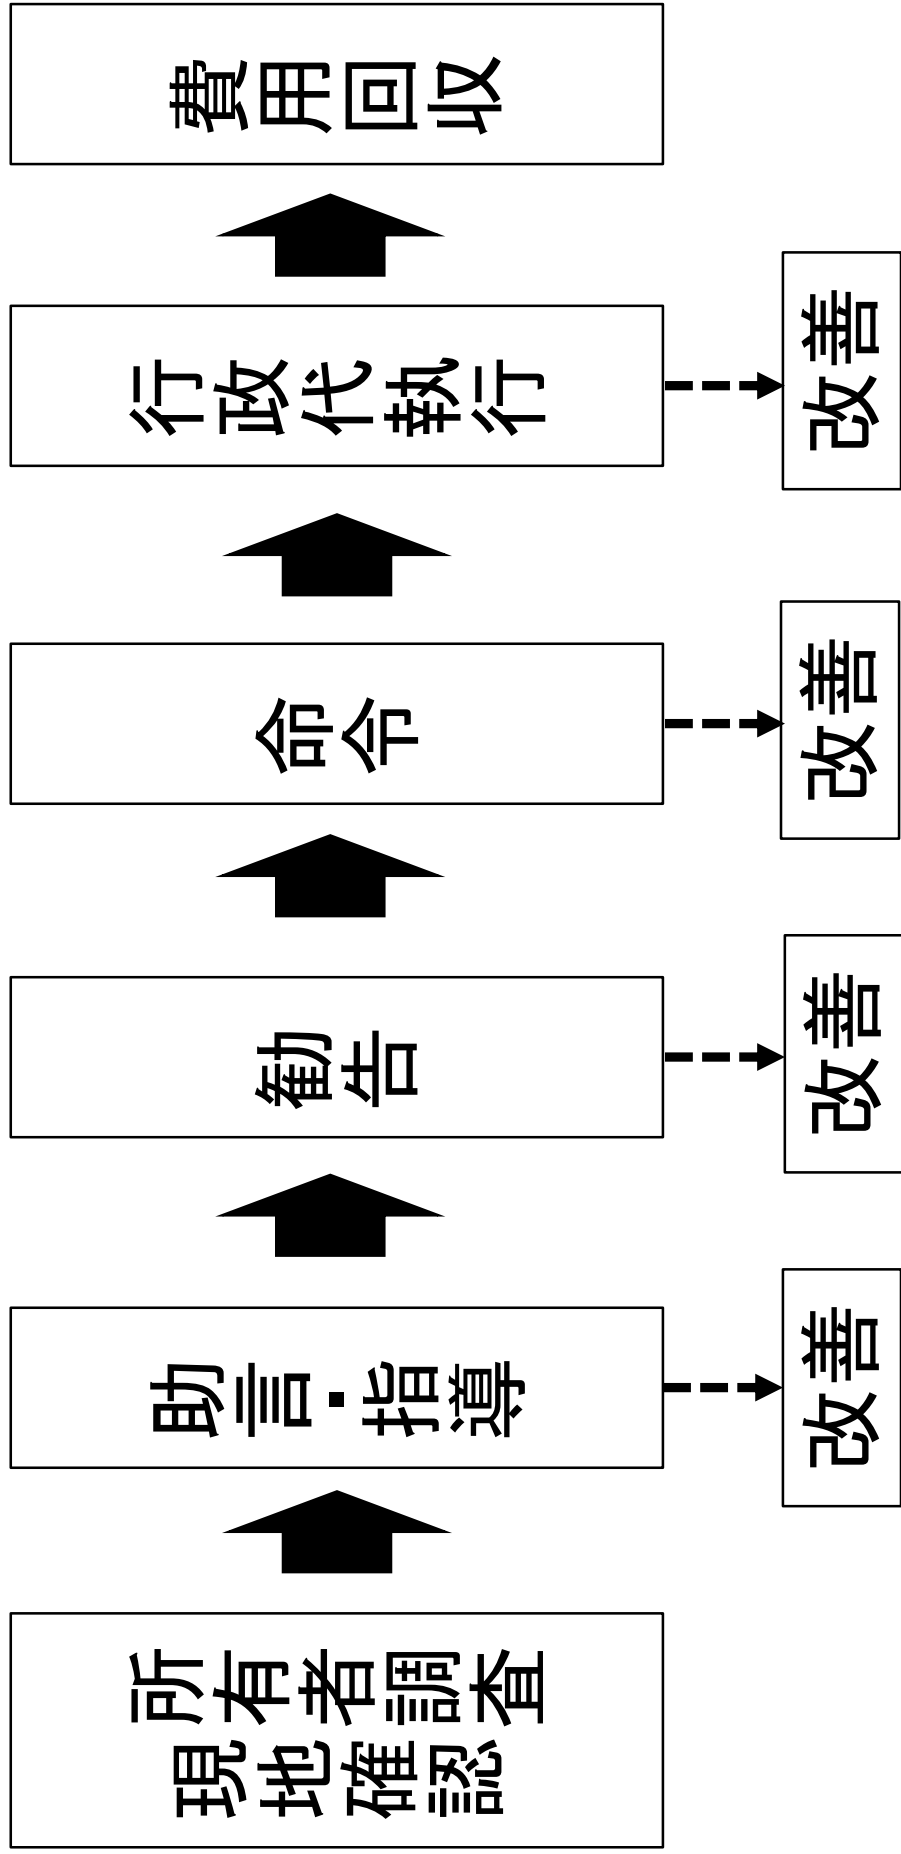 所有者調査
現地確認
助言・指導
改善
勧告
改善
命令
改善
行政代執行
改善
費用回収